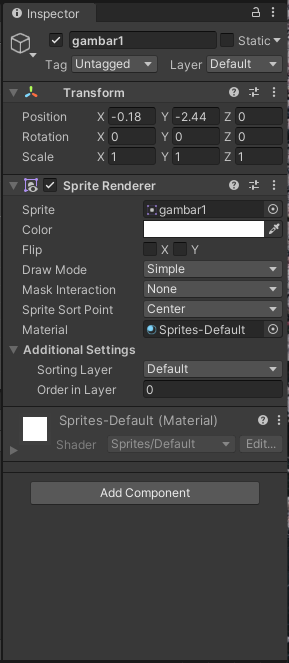 Inspector
gambar1 Static
Tag Untagged Layer Default
Transform
Position X -0.18 Y -2.44 Z 0
Rotation X 0 Y 0 Z 0
Scale X 1 Y 1 Z 1
Sprite Renderer
Sprite gambar1
Color
Flip X Y
Draw Mode Simple
Mask Interaction None
Sprite Sort Point Center
Material Sprites-Default
Additional Settings
Sorting Layer Default
Order in Layer 0
Sprites-Default (Material)
Shader Sprites/Default Edit...
Add Component